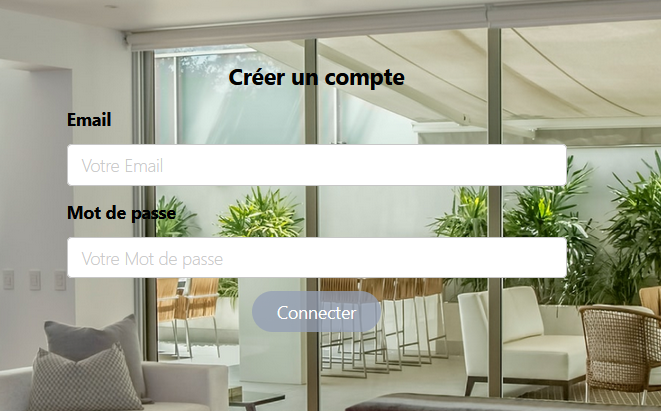 Créer un compte
Email
Votre Email
Mot de passe
Votre Mot de passe
Connecter